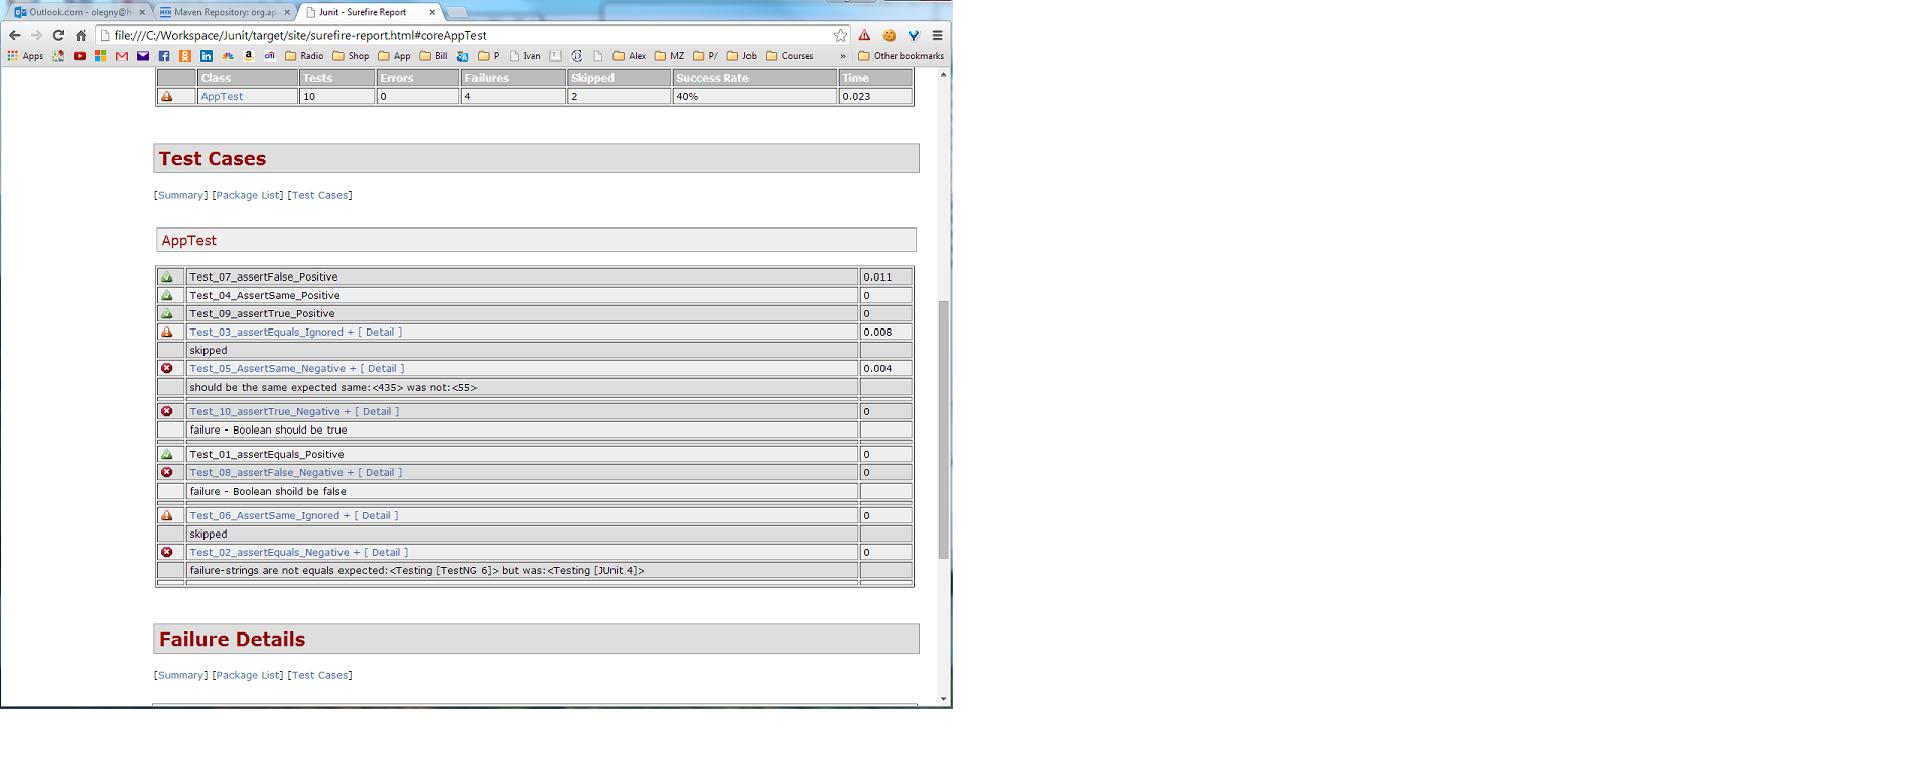 Outlook.com - olegny@h
Maven Repository: org.ap
Junit - Surefire Report
file:///C:/Workspace/Junit/target/site/surefire-report.html#coreAppTest
Apps Radio Shop App Bill P Ivan Alex MZ P/ Job Courses » Other bookmarks
Class Tests Errors Failures Skipped Success Rate Time
AppTest 10 0 4 2 40% 0.023
Test Cases
[Summary] [Package List] [Test Cases]
AppTest
Test_07_assertFalse_Positive 0.011
Test_04_AssertSame_Positive 0
Test_09_assertTrue_Positive 0
Test_03_assertEquals_Ignored + [ Detail ] 0.008
skipped
Test_05_AssertSame_Negative + [ Detail ] 0.004
should be the same expected same:<435> was not:<55>
Test_10_assertTrue_Negative + [ Detail ] 0
failure - Boolean should be true
Test_01_assertEquals_Positive 0
Test_08_assertFalse_Negative + [ Detail ] 0
failure - Boolean shoild be false
Test_06_AssertSame_Ignored + [ Detail ] 0
skipped
Test_02_assertEquals_Negative + [ Detail ] 0
failure-strings are not equals expected:<Testing [TestNG 6]> but was:<Testing [JUnit 4]>
Failure Details
[Summary] [Package List] [Test Cases]